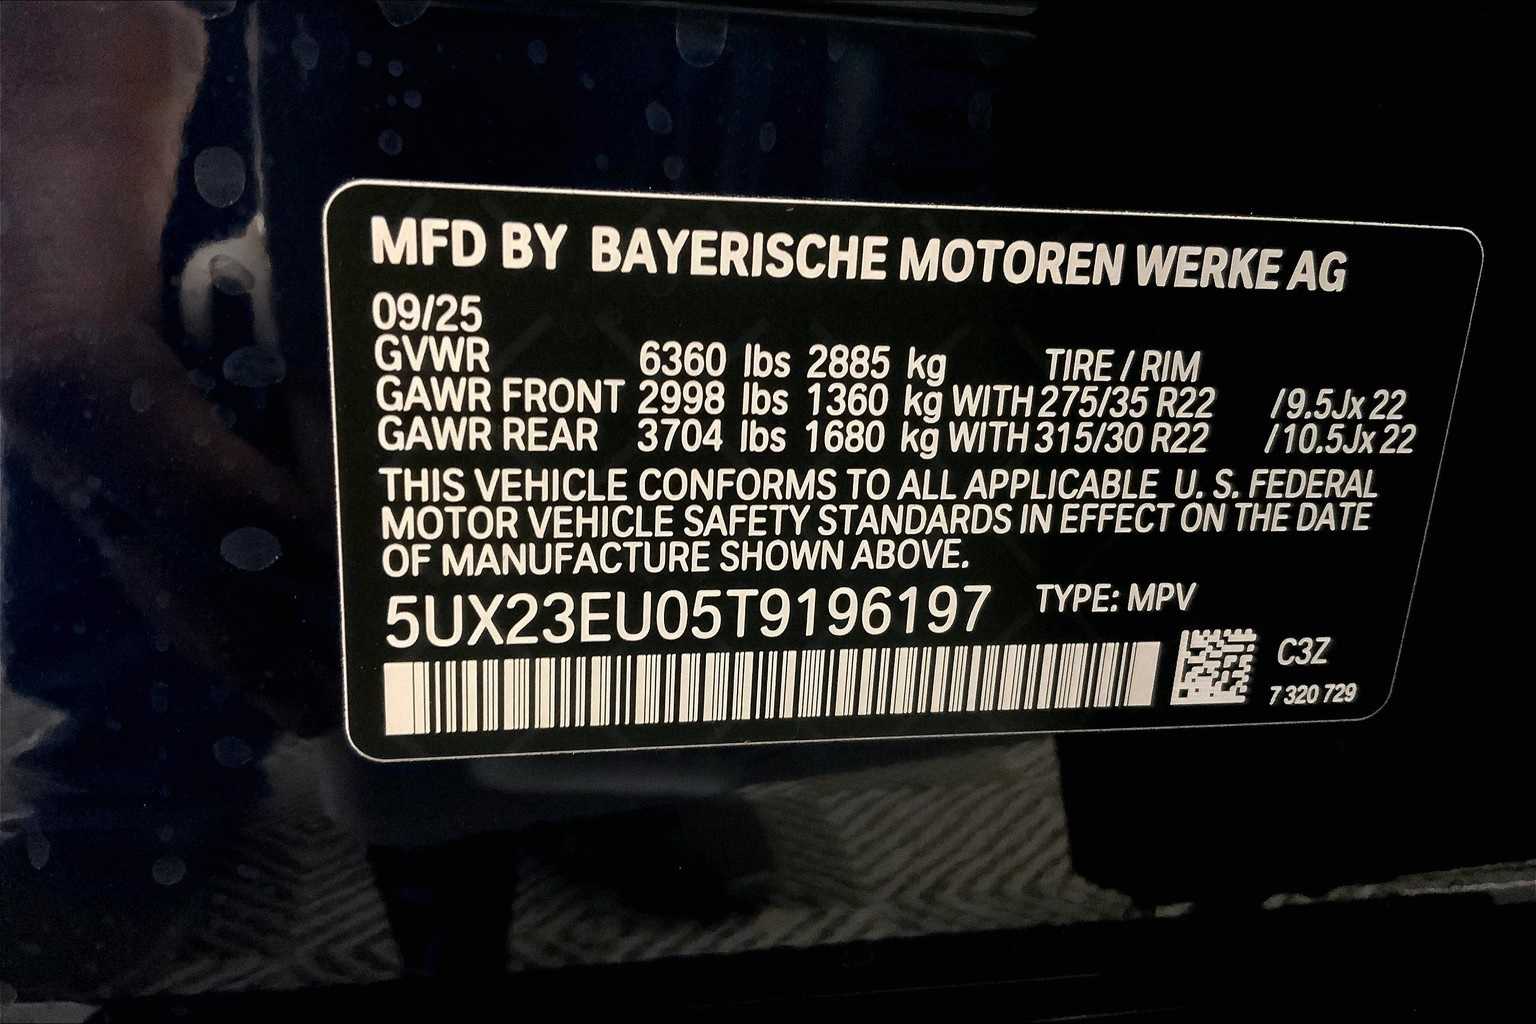 MFD BY BAYERISCHE MOTOREN WERKE AG
09/25
GVWR 6360 lbs 2885 kg TIRE / RIM
GAWR FRONT 2998 lbs 1360 kg WITH 275/35 R22 /9.5Jx 22
GAWR REAR 3704 lbs 1680 kg WITH 315/30 R22 /10.5Jx 22
THIS VEHICLE CONFORMS TO ALL APPLICABLE U. S. FEDERAL
MOTOR VEHICLE SAFETY STANDARDS IN EFFECT ON THE DATE
OF MANUFACTURE SHOWN ABOVE.
5UX23EU05T9196197 TYPE: MPV
C3Z
7 320 729